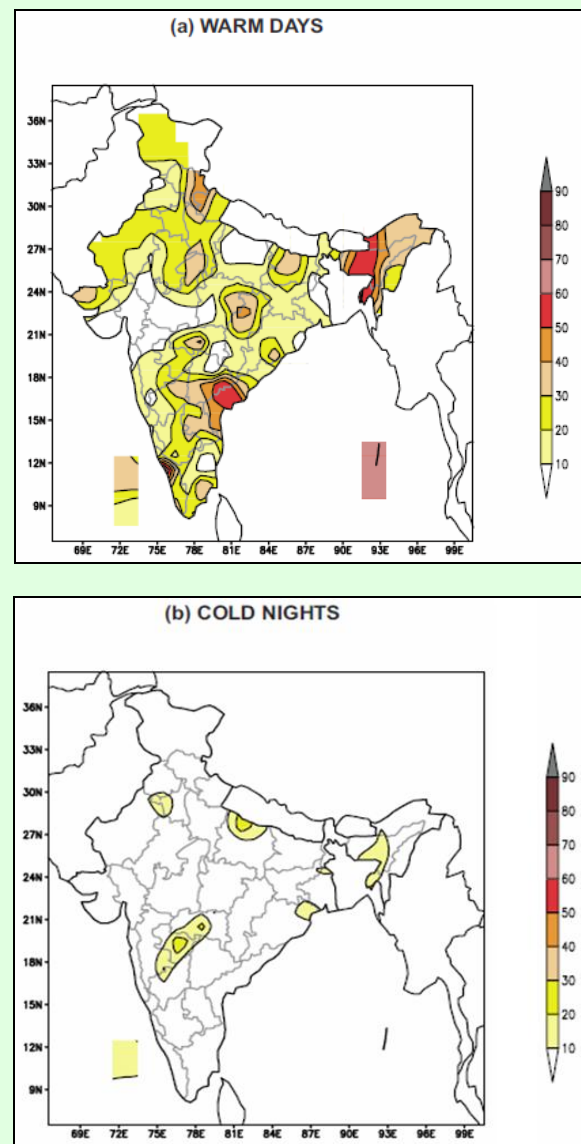 (a) WARM DAYS
36N
33N
30N
27N
24N
21N
18N
15N
12N
9N
69E 72E 75E 78E 81E 84E 87E 90E 93E 96E 99E
90
80
70
60
50
40
30
20
10
(b) COLD NIGHTS
36N
33N
30N
27N
24N
21N
18N
15N
12N
9N
69E 72E 75E 78E 81E 84E 87E 90E 93E 96E 99E
90
80
70
60
50
40
30
20
10